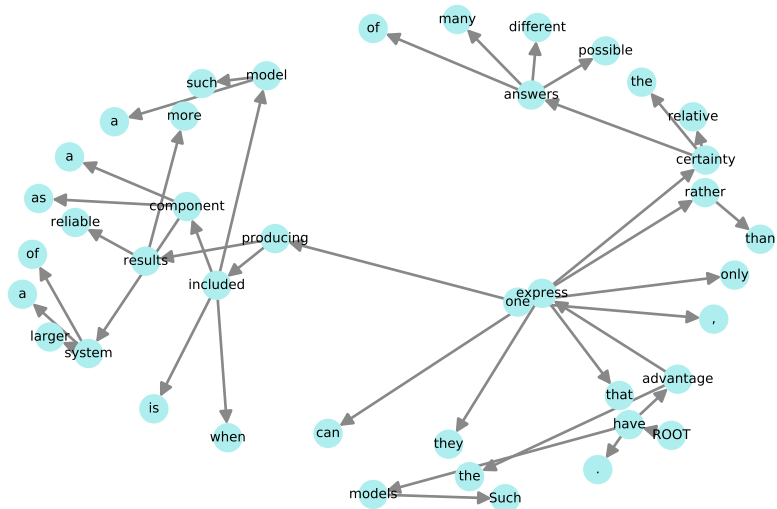 of
many
different
possible
answers
model
such
the
a
more
relative
a
certainty
rather
as
component
reliable
producing
than
of
results
included
only
a
express
one
,
larger
system
advantage
that
is
have
can
when
they
ROOT
.
the
models
Such